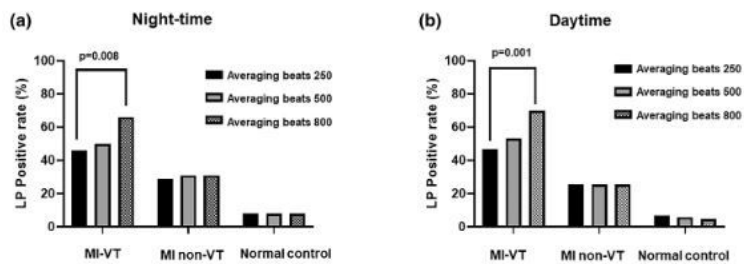 (a)
Night-time
p=0.008
LP Positive rate (%)
100
80
60
40
20
0
Averaging beats 250
Averaging beats 500
Averaging beats 800
MI-VT
MI non-VT
Normal control
(b)
Daytime
p=0.001
LP Positive rate (%)
100
80
60
40
20
0
Averaging beats 250
Averaging beats 500
Averaging beats 800
MI-VT
MI non-VT
Normal control